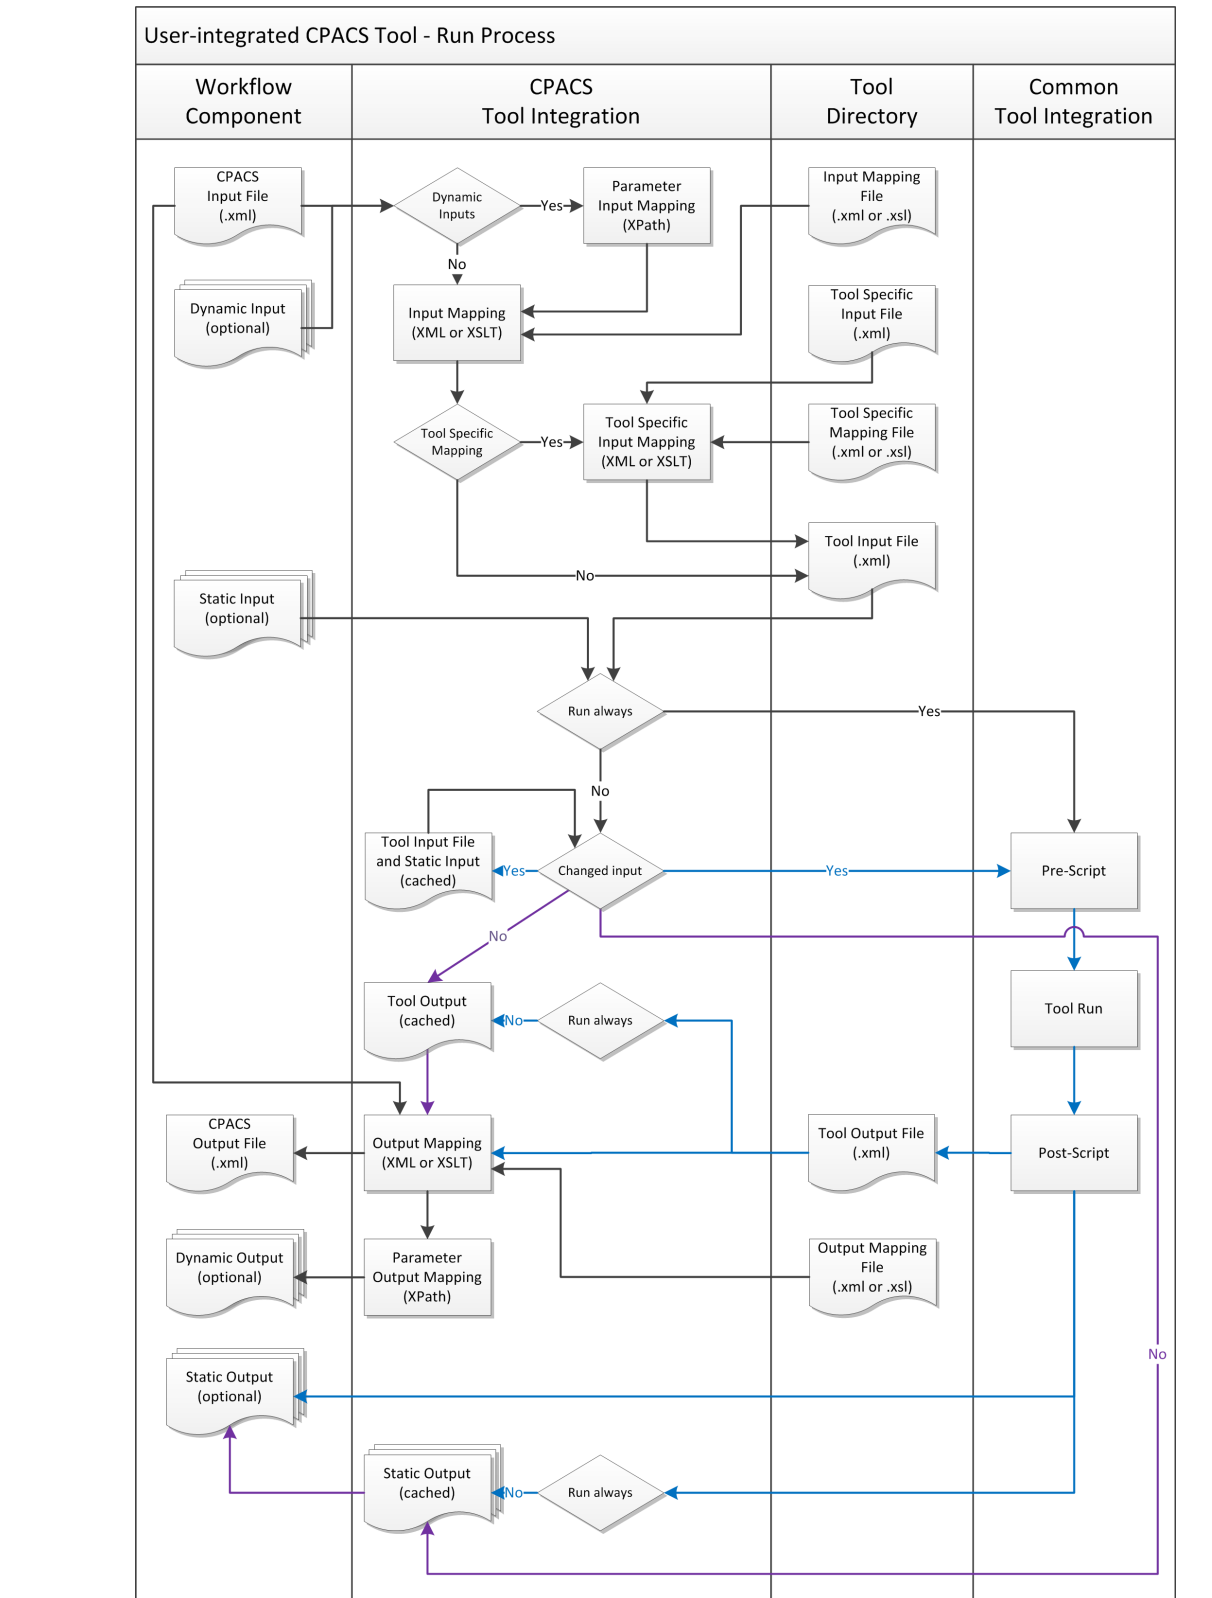 User-integrated CPACS Tool - Run Process
Workflow
Component
CPACS
Tool Integration
Tool
Directory
Common
Tool Integration
CPACS
Input File
(.xml)
Dynamic
Inputs
Yes
Parameter
Input Mapping
(XPath)
Input Mapping
File
(.xml or .xsl)
No
Dynamic Input
(optional)
Input Mapping
(XML or XSLT)
Tool Specific
Input File
(.xml)
Tool Specific
Mapping
Yes
Tool Specific
Input Mapping
(XML or XSLT)
Tool Specific
Mapping File
(.xml or .xsl)
Tool Input File
(.xml)
No
Static Input
(optional)
Run always
Yes
No
Tool Input File
and Static Input
(cached)
Yes
Changed input
Yes
Pre-Script
No
Tool Output
(cached)
No
Run always
Tool Run
CPACS
Output File
(.xml)
Output Mapping
(XML or XSLT)
Tool Output File
(.xml)
Post-Script
Dynamic Output
(optional)
Parameter
Output Mapping
(XPath)
Output Mapping
File
(.xml or .xsl)
No
Static Output
(optional)
Static Output
(cached)
No
Run always